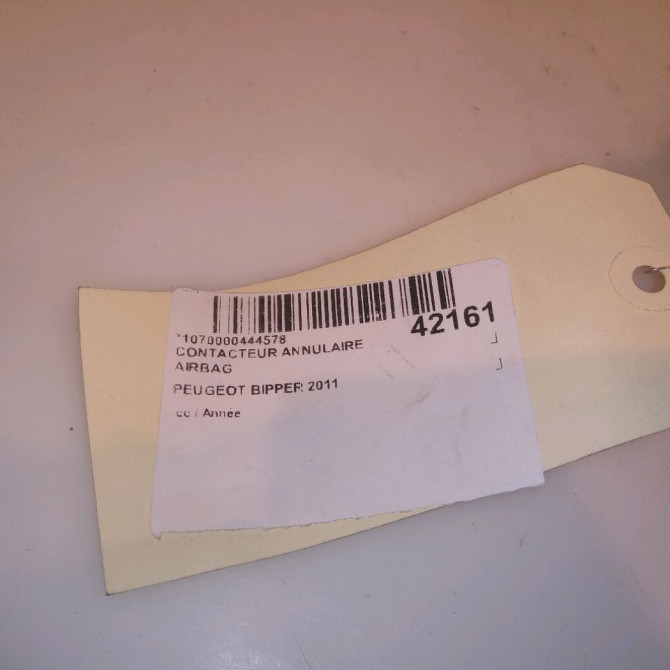 *1070000444578
42161
CONTACTEUR ANNULAIRE
AIRBAG
PEUGEOT BIPPER 2011
cc / Année